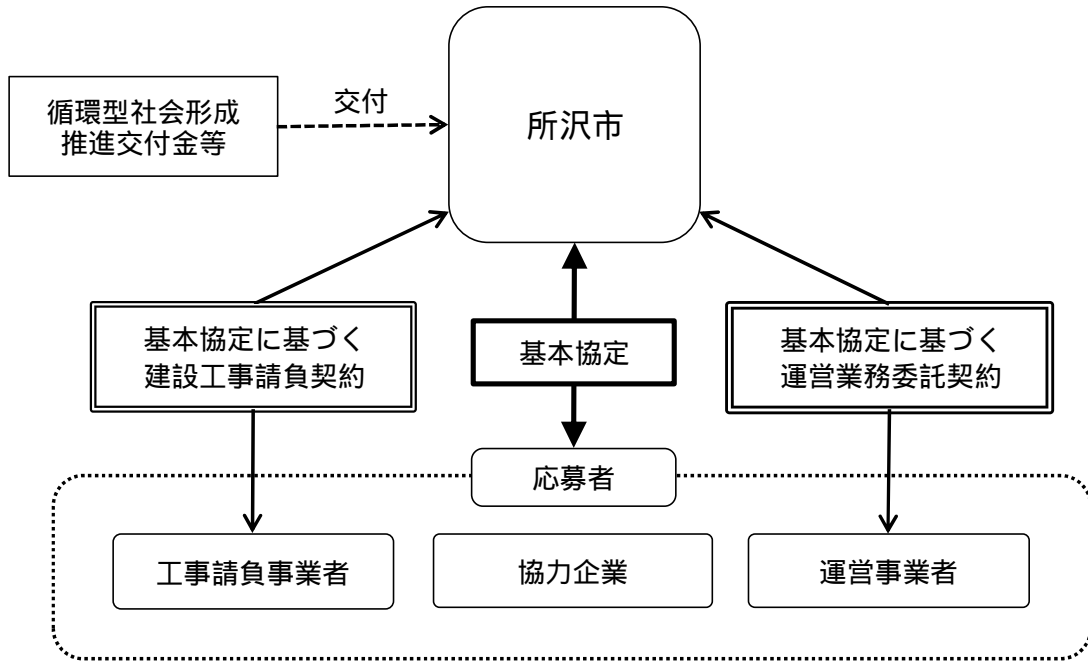 所沢市
循環型社会形成
推進交付金等
交付
基本協定に基づく
建設工事請負契約
基本協定
基本協定に基づく
運営業務委託契約
応募者
工事請負事業者
協力企業
運営事業者